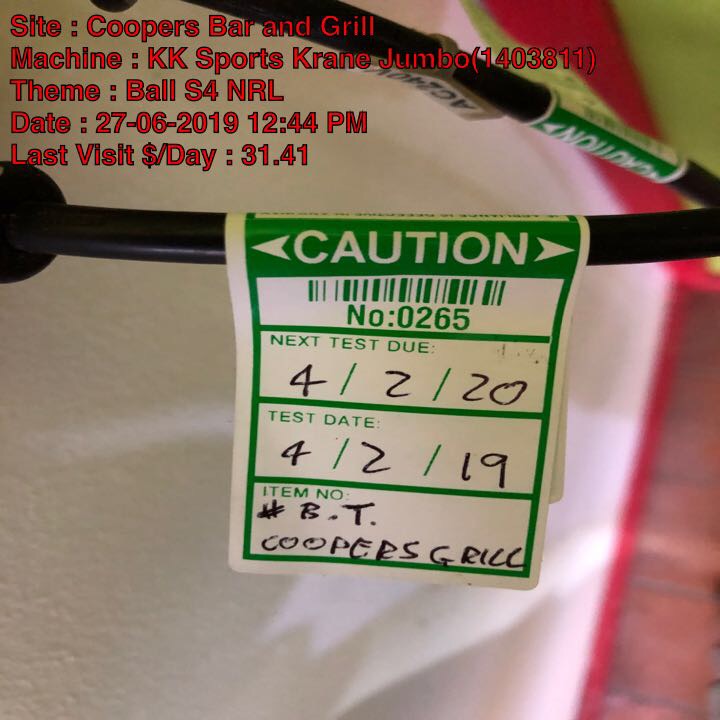 Site : Coopers Bar and Grill
Machine : KK Sports Krane Jumbo(1403811)
Theme : Ball S4 NRL
Date : 27-06-2019 12:44 PM
Last Visit $/Day : 31.41
CAUTION
CAUTION
No:0265
NEXT TEST DUE:
4/2/20
TEST DATE:
4/2/19
ITEM NO:
# B.T.
COOPERS GRILL